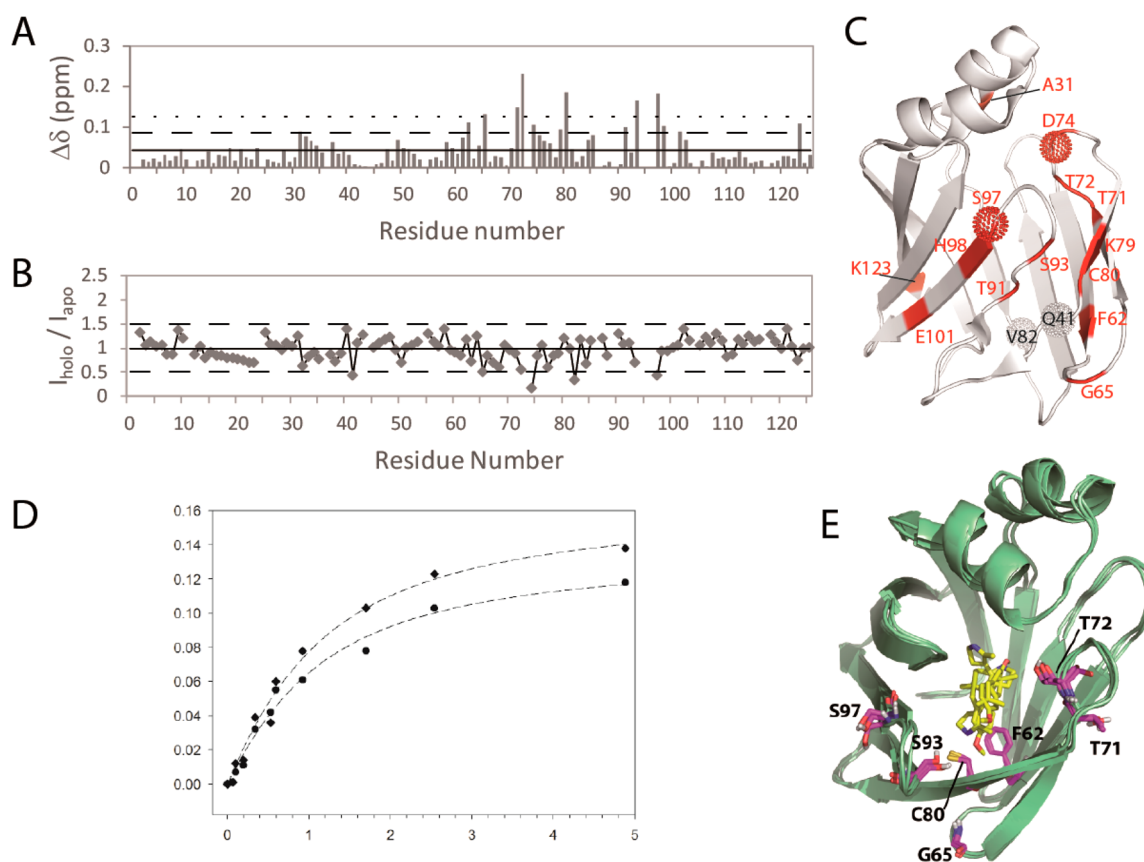 A
Δδ (ppm)
0.3
0.2
0.1
0
0 10 20 30 40 50 60 70 80 90 100 110 120
Residue number
B
I holo / I apo
2.5
2
1.5
1
0.5
0
0 10 20 30 40 50 60 70 80 90 100 110 120
Residue Number
C
A31
D74
T72
T71
S97
K79
H98
S93
C80
K123
T91
Q41
F62
E101
V82
G65
D
0.16
0.14
0.12
0.10
0.08
0.06
0.04
0.02
0.00
0 1 2 3 4 5
E
T72
S97
F62
S93
T71
C80
G65